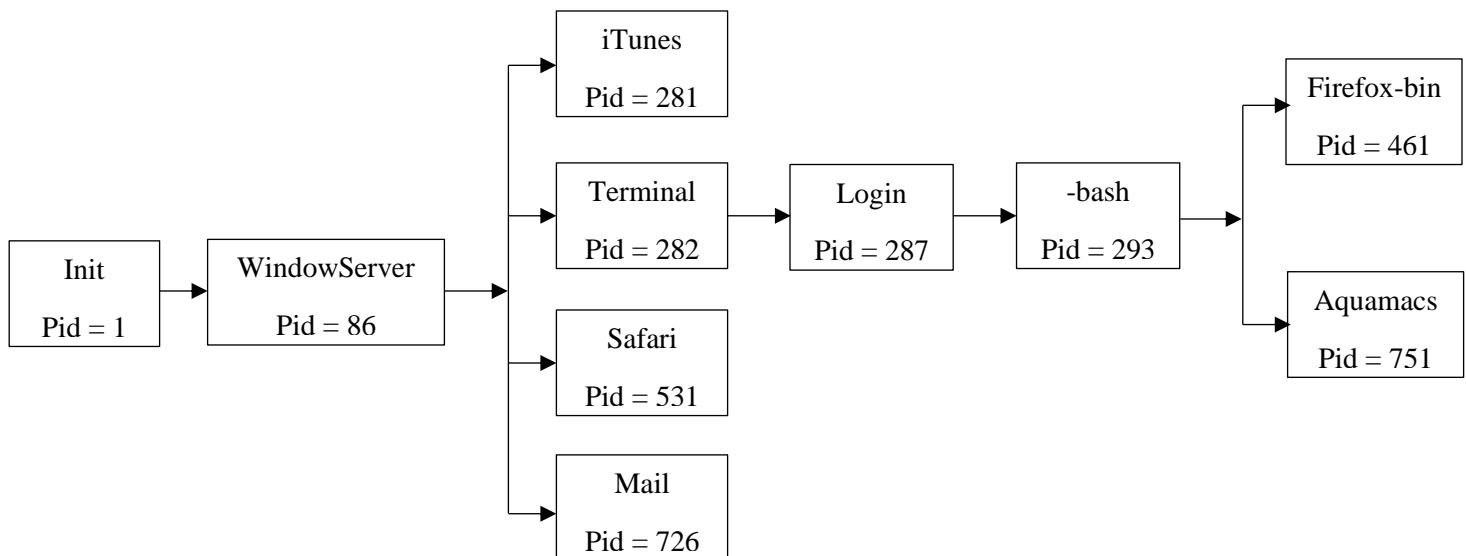 Init
Pid = 1
WindowServer
Pid = 86
iTunes
Pid = 281
Terminal
Pid = 282
Safari
Pid = 531
Mail
Pid = 726
Login
Pid = 287
-bash
Pid = 293
Firefox-bin
Pid = 461
Aquamacs
Pid = 751